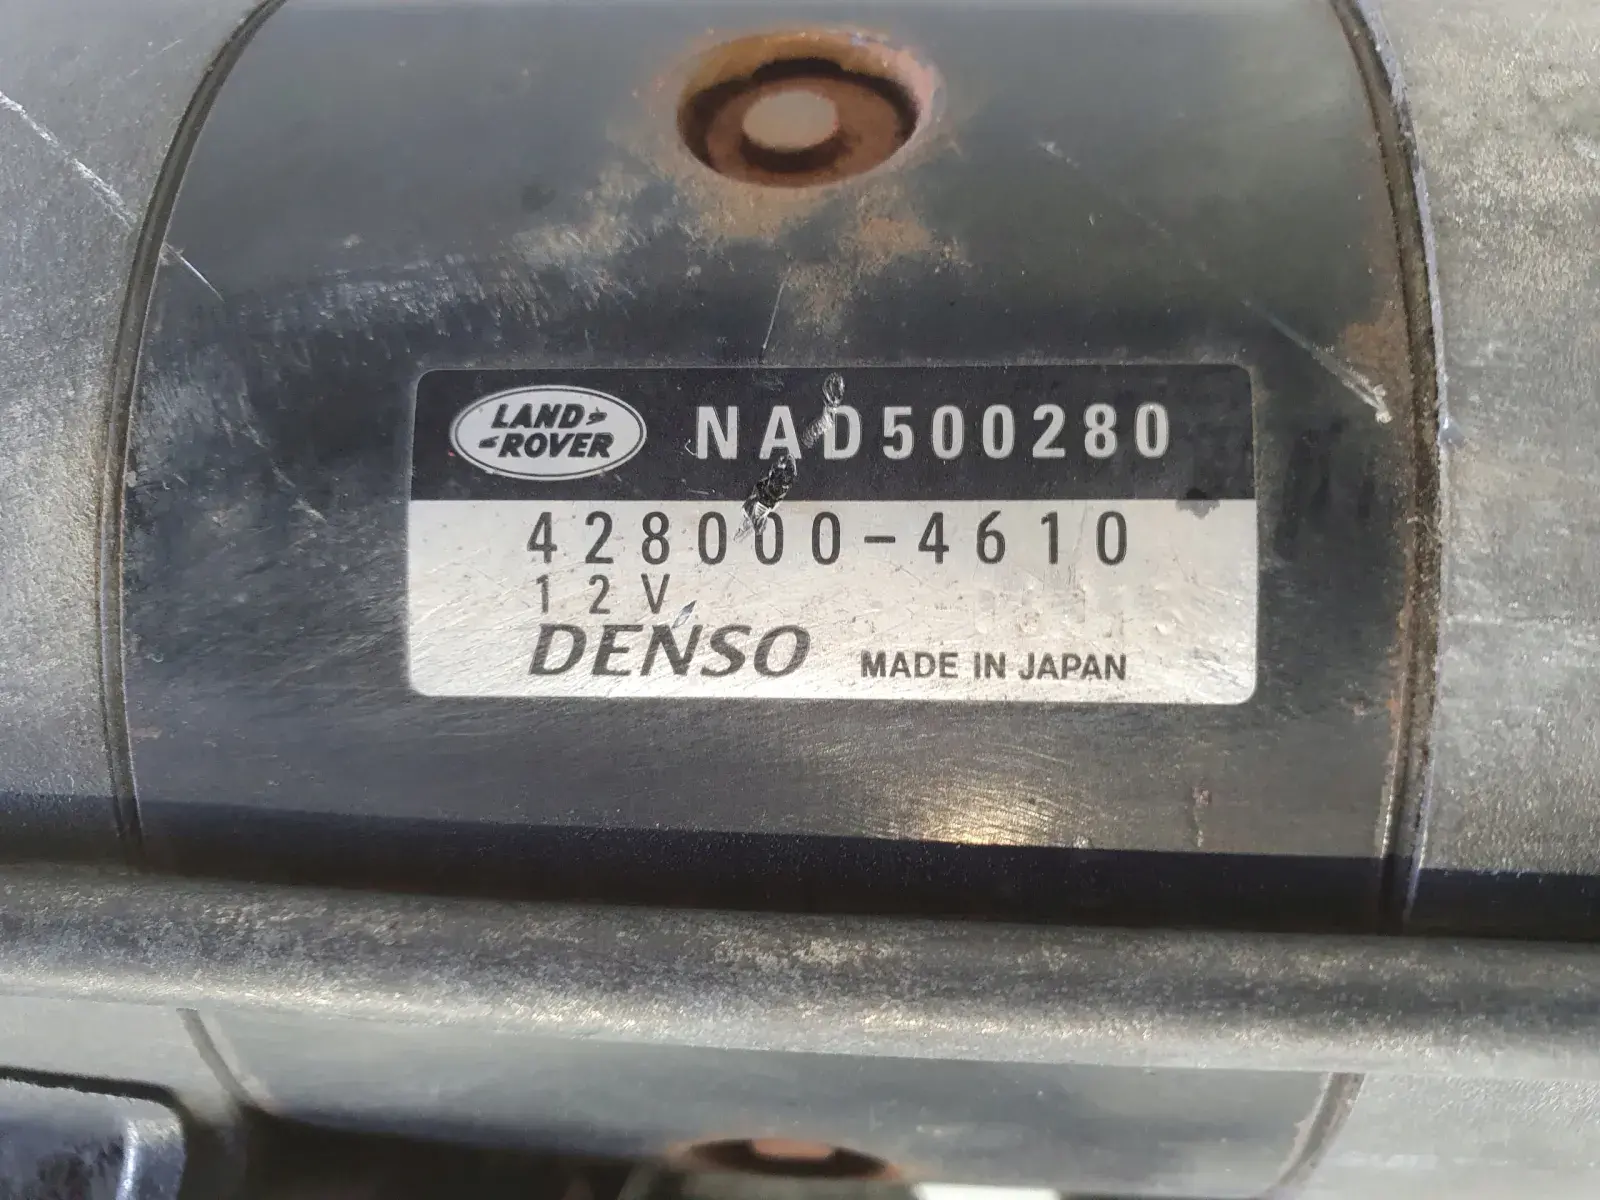 LAND
ROVER
NAD500280
428000-4610
12V
DENSO
MADE IN JAPAN